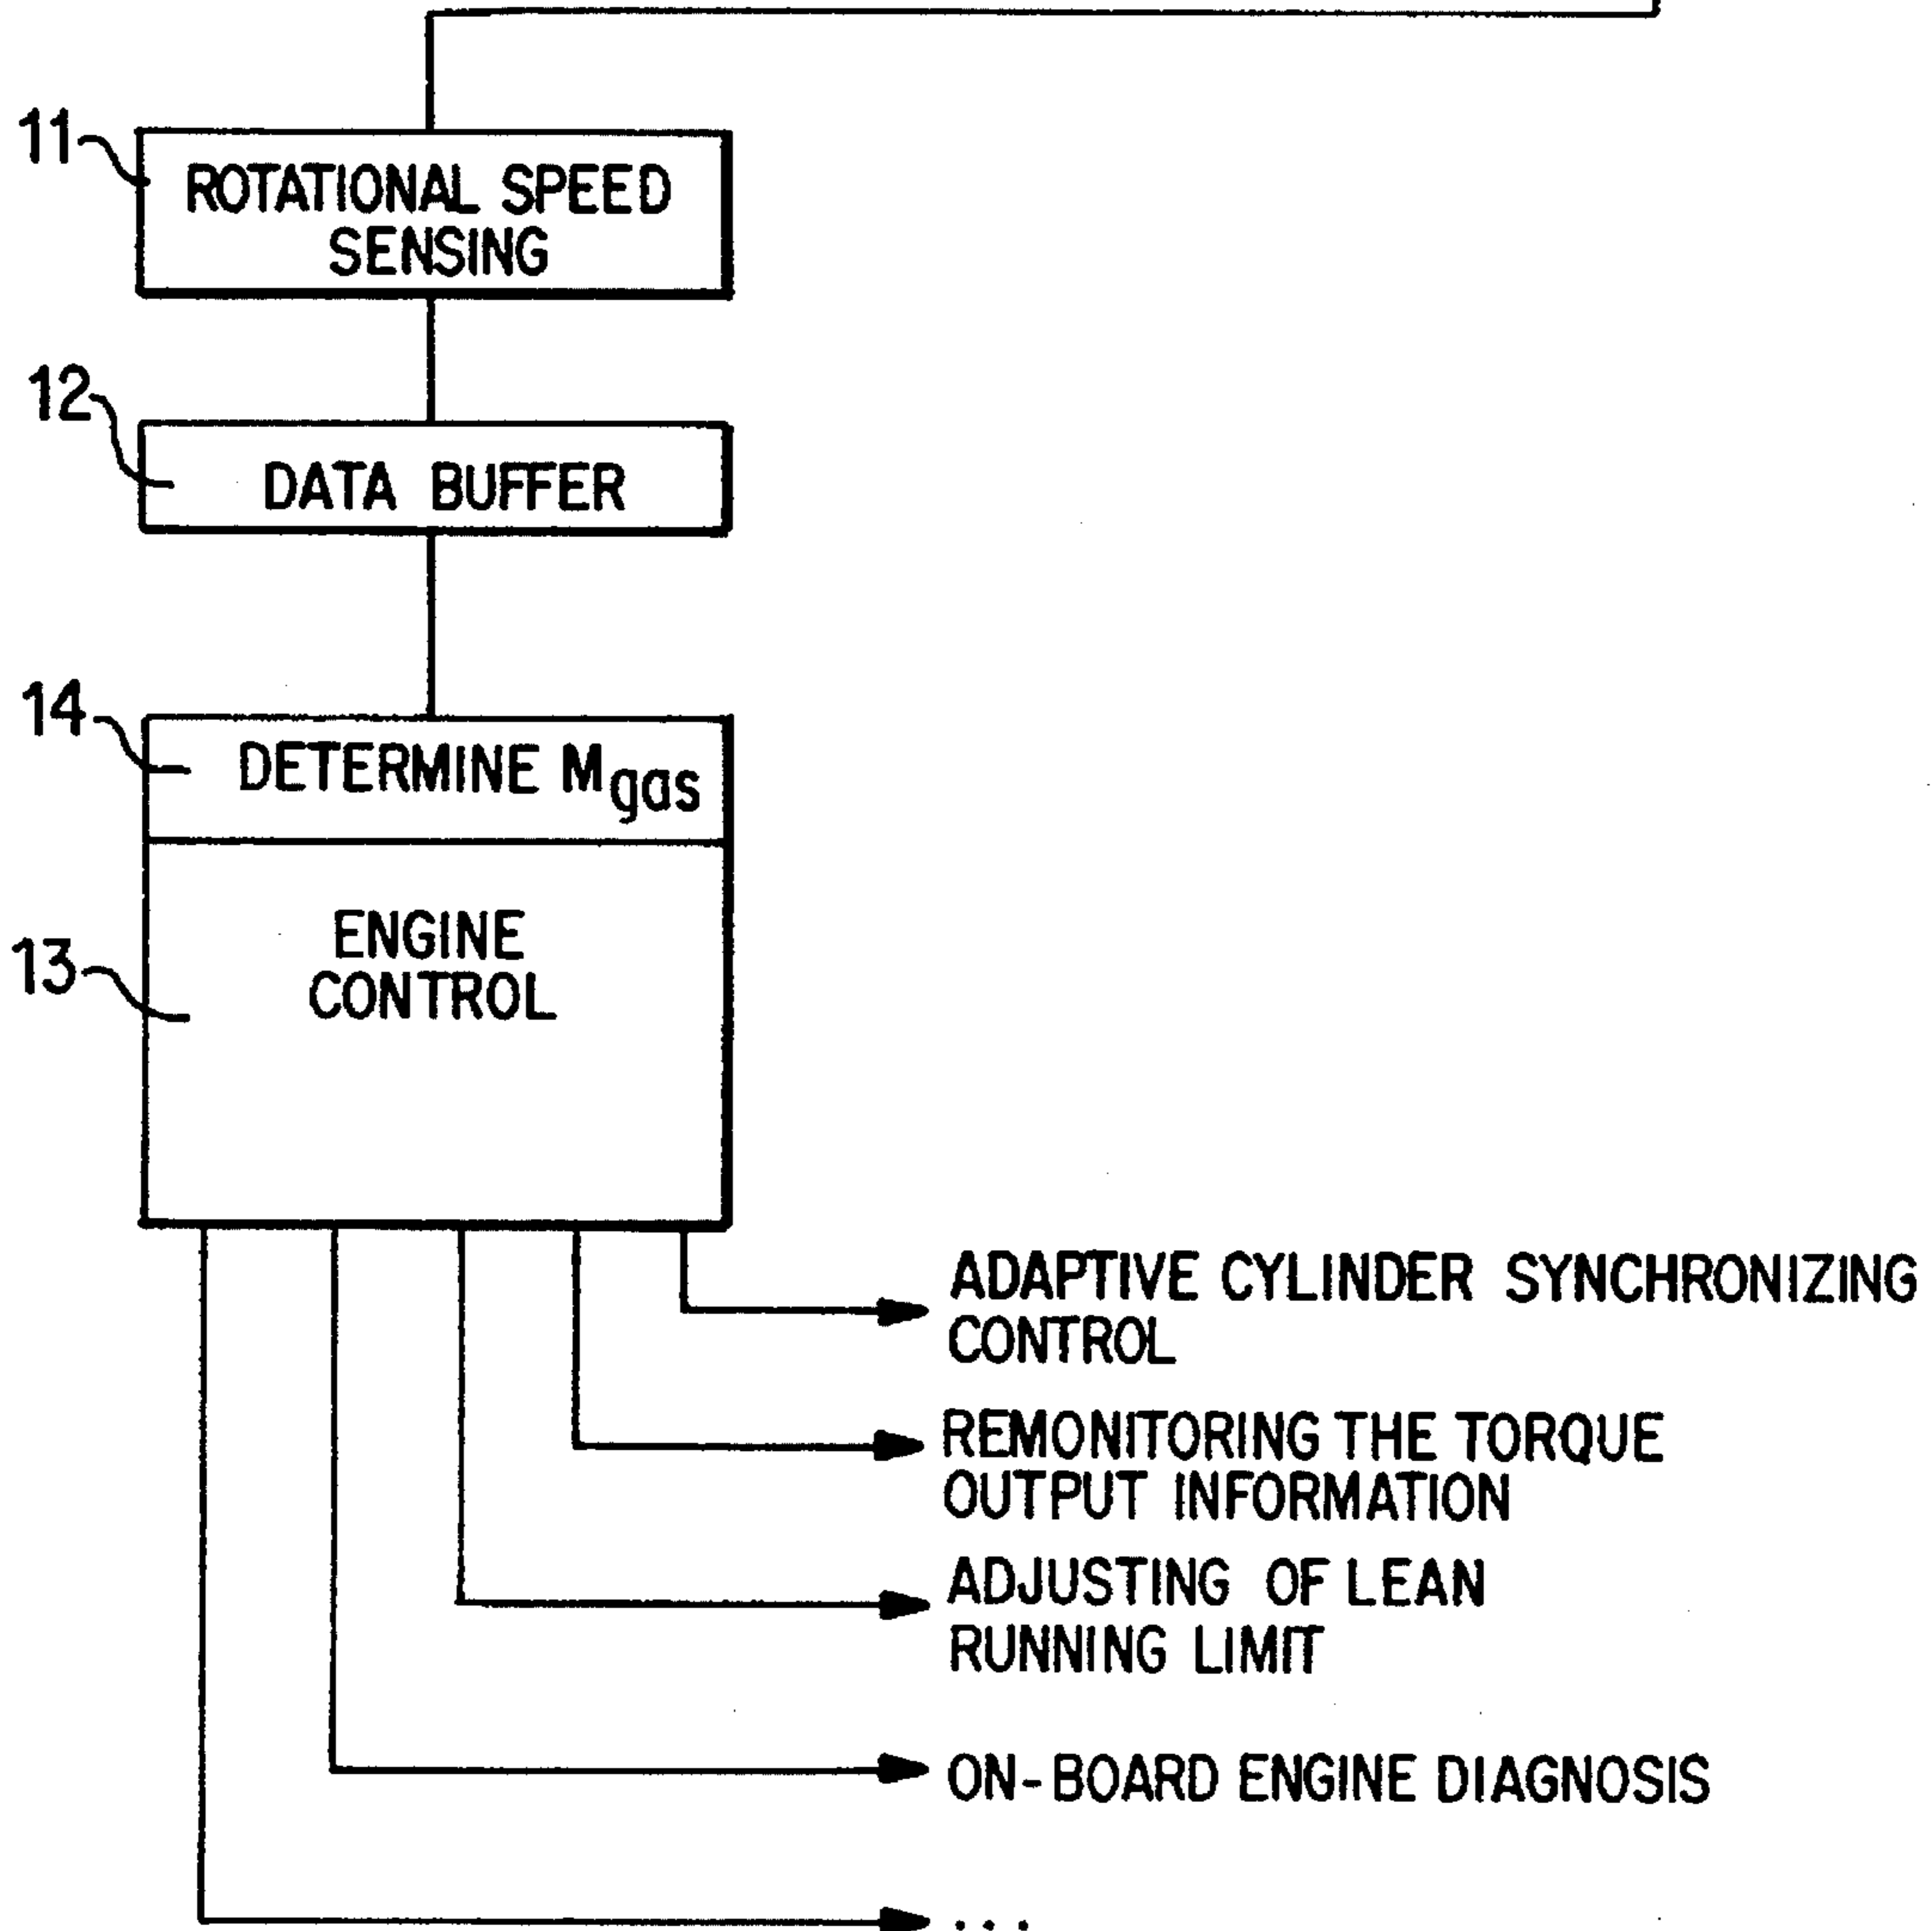 11
ROTATIONAL SPEED
SENSING
12
DATA BUFFER
14
DETERMINE Mgas
13
ENGINE
CONTROL
ADAPTIVE CYLINDER SYNCHRONIZING
CONTROL
REMONITORING THE TORQUE
OUTPUT INFORMATION
ADJUSTING OF LEAN
RUNNING LIMIT
ON-BOARD ENGINE DIAGNOSIS
...